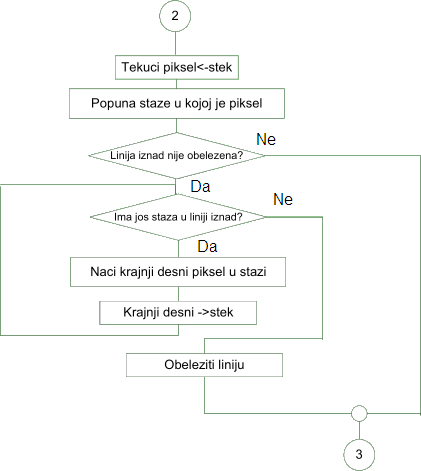 2
Tekuci piksel<-stek
Popuna staze u kojoj je piksel
Linija iznad nije obelezena?
Ne
Da
Ima jos staza u liniji iznad?
Ne
Da
Naci krajnji desni piksel u stazi
Krajnji desni ->stek
Obeleziti liniju
3